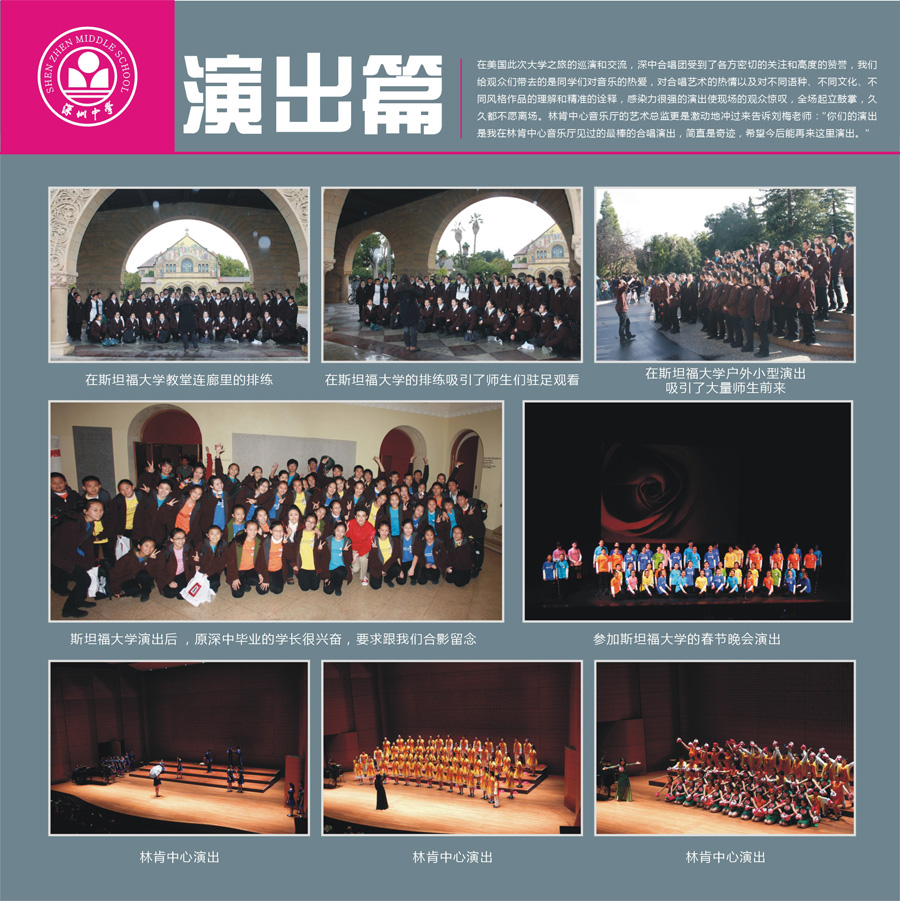 SHEN ZHEN MIDDLE SCHOOL
深圳中学
演出篇
在美国此次大学之旅的巡演和交流，深中合唱团受到了各方密切的关注和高度的赞誉，我们
给观众们带去的是同学们对音乐的热爱，对合唱艺术的热情以及对不同语种、不同文化、不
同风格作品的理解和精准的诠释，感染力很强的演出使现场的观众惊叹，全场起立鼓掌，久
久都不愿离场。林肯中心音乐厅的艺术总监更是激动地冲过来告诉刘梅老师："你们的演出
是我在林肯中心音乐厅见过的最棒的合唱演出，简直是奇迹，希望今后能再来这里演出。"
在斯坦福大学教堂连廊里的排练
在斯坦福大学的排练吸引了师生们驻足观看
在斯坦福大学户外小型演出
吸引了大量师生前来
斯坦福大学演出后 ，原深中毕业的学长很兴奋，要求跟我们合影留念
参加斯坦福大学的春节晚会演出
林肯中心演出
林肯中心演出
林肯中心演出